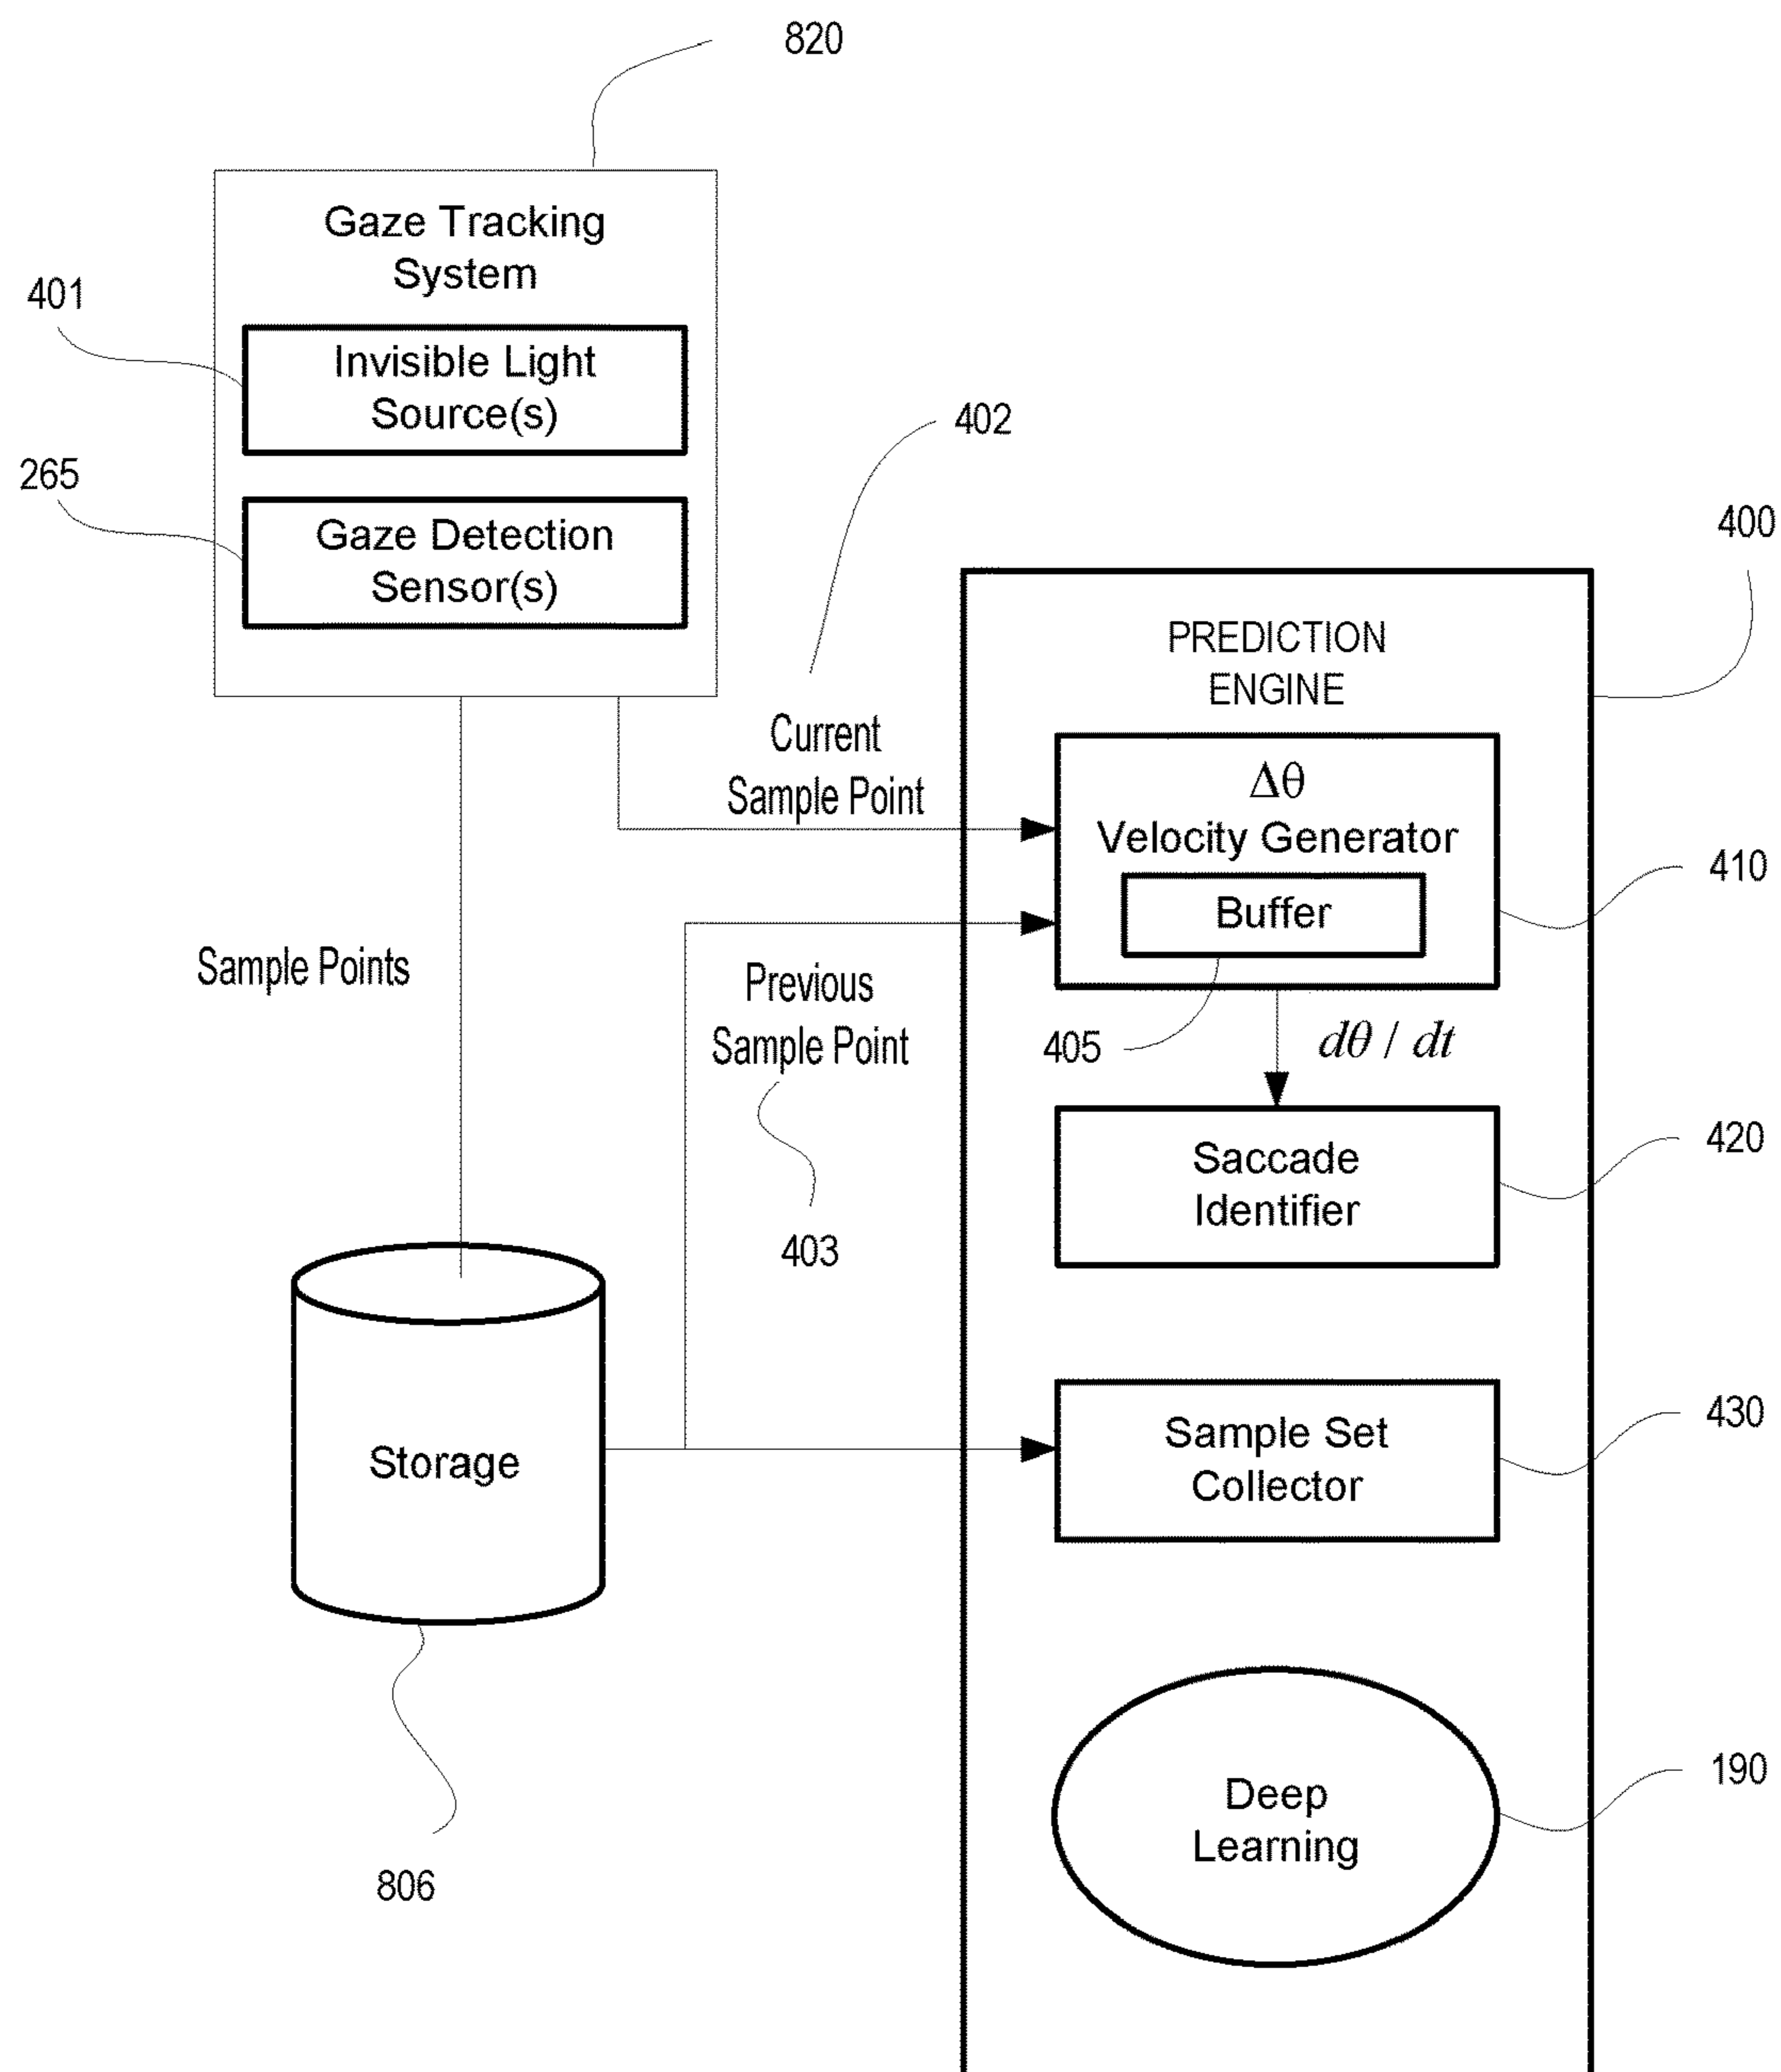 820
Gaze Tracking
System
401
Invisible Light
Source(s)
402
265
Gaze Detection
Sensor(s)
400
PREDICTION
ENGINE
Current
Sample Point
Δθ
Velocity Generator
410
Buffer
Sample Points
Previous
Sample Point
405
dθ / dt
420
Saccade
Identifier
403
430
Sample Set
Collector
Storage
190
Deep
Learning
806